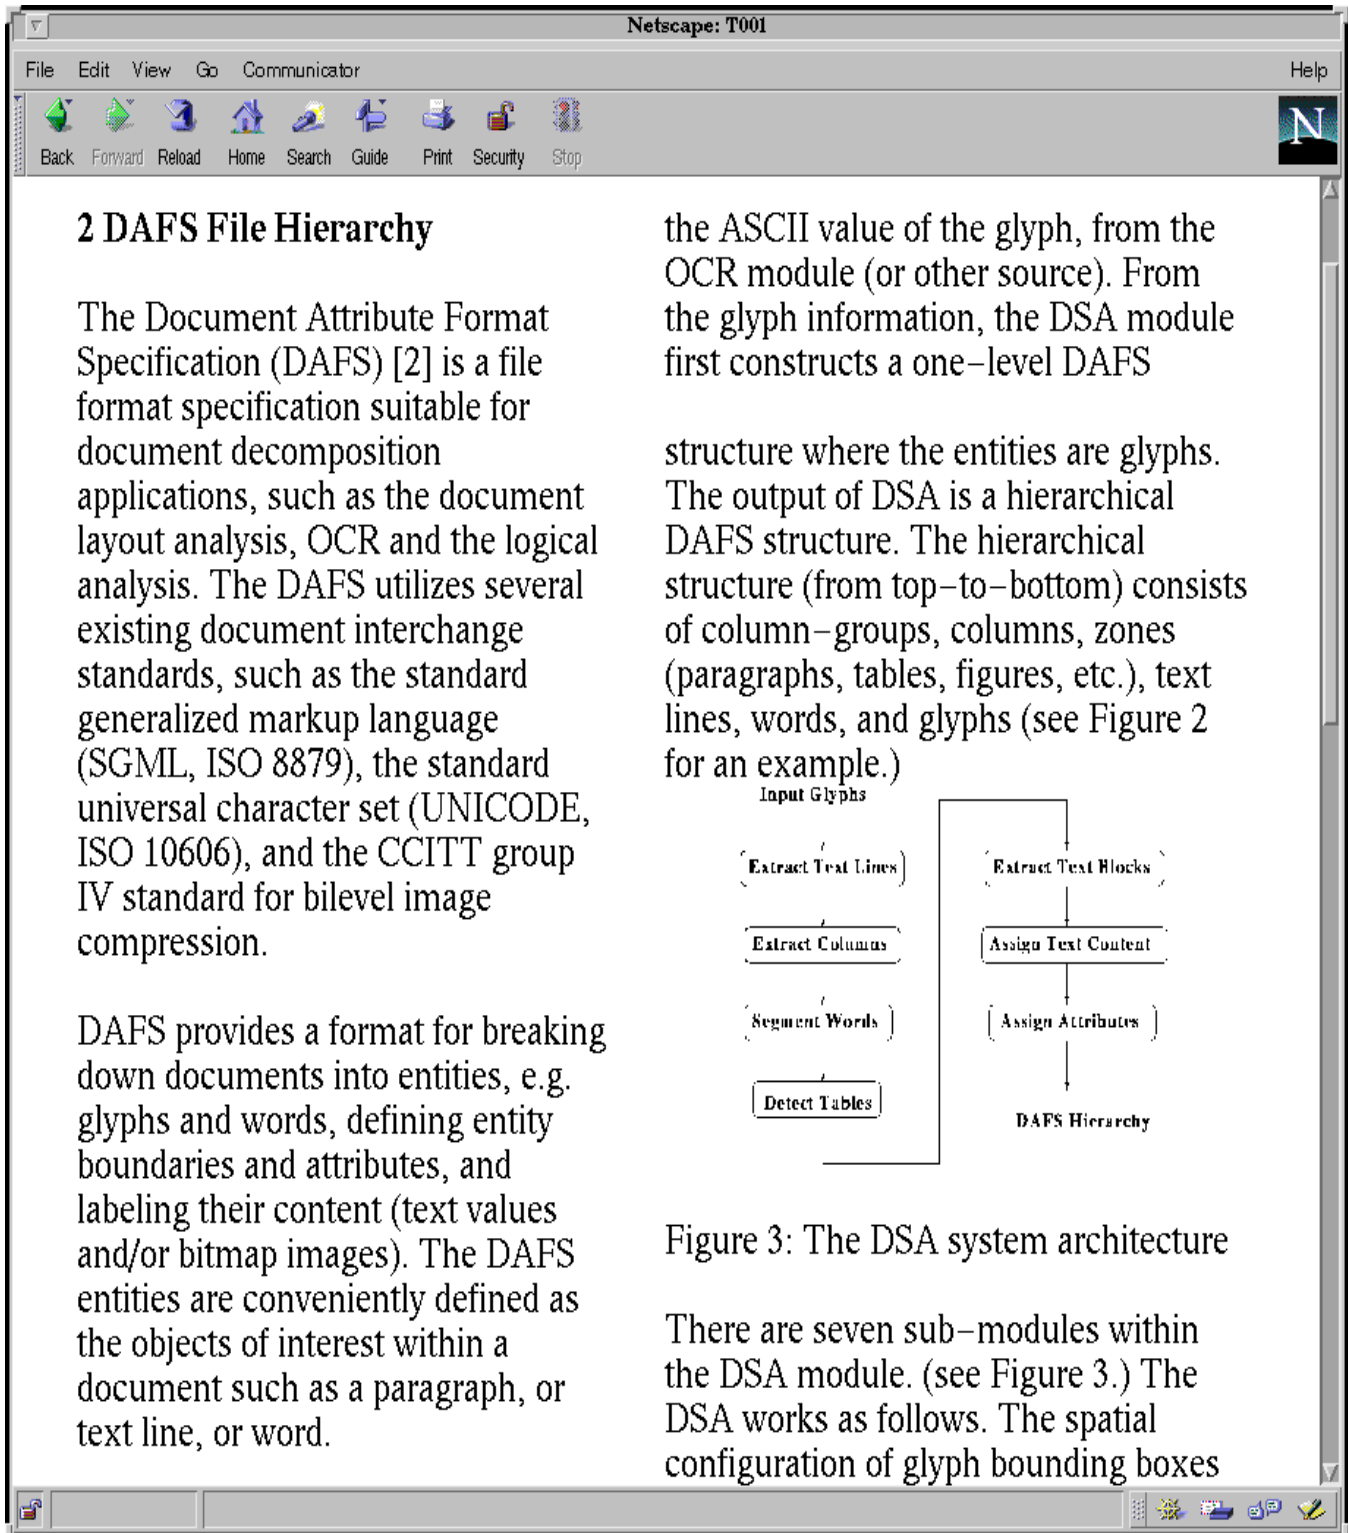 Netscape: T001
File Edit View Go Communicator Help
Back Forward Reload Home Search Guide Print Security Stop
N
2 DAFS File Hierarchy
The Document Attribute Format
Specification (DAFS) [2] is a file
format specification suitable for
document decomposition
applications, such as the document
layout analysis, OCR and the logical
analysis. The DAFS utilizes several
existing document interchange
standards, such as the standard
generalized markup language
(SGML, ISO 8879), the standard
universal character set (UNICODE,
ISO 10606), and the CCITT group
IV standard for bilevel image
compression.
DAFS provides a format for breaking
down documents into entities, e.g.
glyphs and words, defining entity
boundaries and attributes, and
labeling their content (text values
and/or bitmap images). The DAFS
entities are conveniently defined as
the objects of interest within a
document such as a paragraph, or
text line, or word.
the ASCII value of the glyph, from the
OCR module (or other source). From
the glyph information, the DSA module
first constructs a one-level DAFS
structure where the entities are glyphs.
The output of DSA is a hierarchical
DAFS structure. The hierarchical
structure (from top-to-bottom) consists
of column-groups, columns, zones
(paragraphs, tables, figures, etc.), text
lines, words, and glyphs (see Figure 2
for an example.)
Input Glyphs
Extract Text Lines
Extract Columns
Segment Words
Detect Tables
Extract Text Blocks
Assign Text Content
Assign Attributes
DAFS Hierarchy
Figure 3: The DSA system architecture
There are seven sub-modules within
the DSA module. (see Figure 3.) The
DSA works as follows. The spatial
configuration of glyph bounding boxes